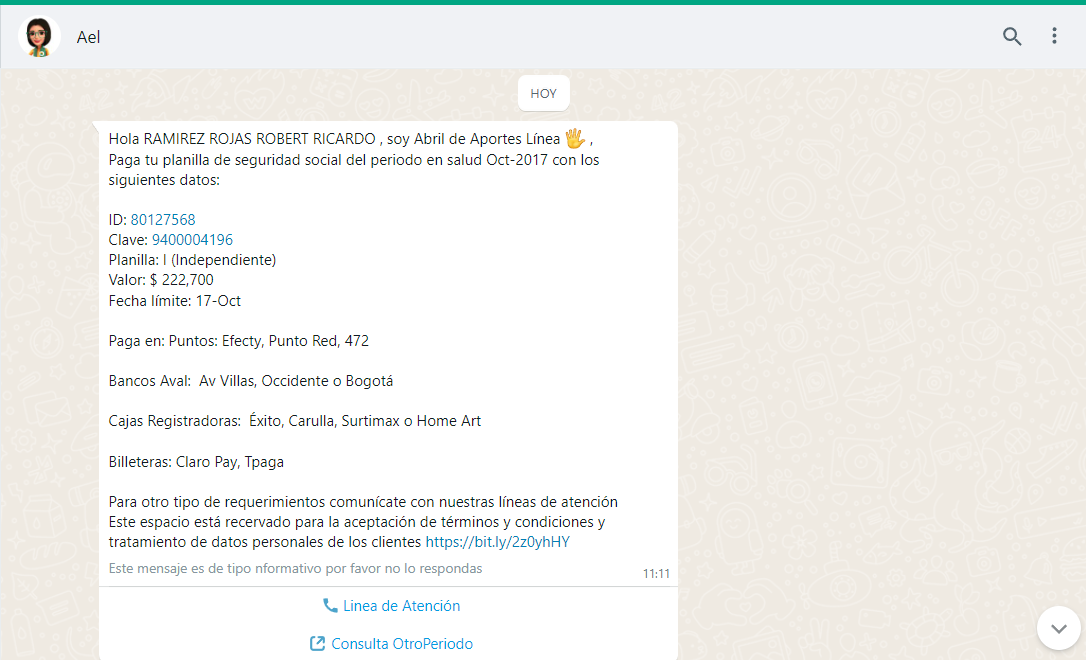 Ael
HOY
Hola RAMIREZ ROJAS ROBERT RICARDO , soy Abril de Aportes Línea 🖐 ,
Paga tu planilla de seguridad social del periodo en salud Oct-2017 con los
siguientes datos:
ID: 80127568
Clave: 9400004196
Planilla: I (Independiente)
Valor: $ 222,700
Fecha límite: 17-Oct
Paga en: Puntos: Efecty, Punto Red, 472
Bancos Aval:  Av Villas, Occidente o Bogotá
Cajas Registradoras:  Éxito, Carulla, Surtimax o Home Art
Billeteras: Claro Pay, Tpaga
Para otro tipo de requerimientos comunícate con nuestras líneas de atención
Este espacio está recervado para la aceptación de términos y condiciones y
tratamiento de datos personales de los clientes https://bit.ly/2z0yhHY
Este mensaje es de tipo nformativo por favor no lo respondas
11:11
Linea de Atención
Consulta OtroPeriodo